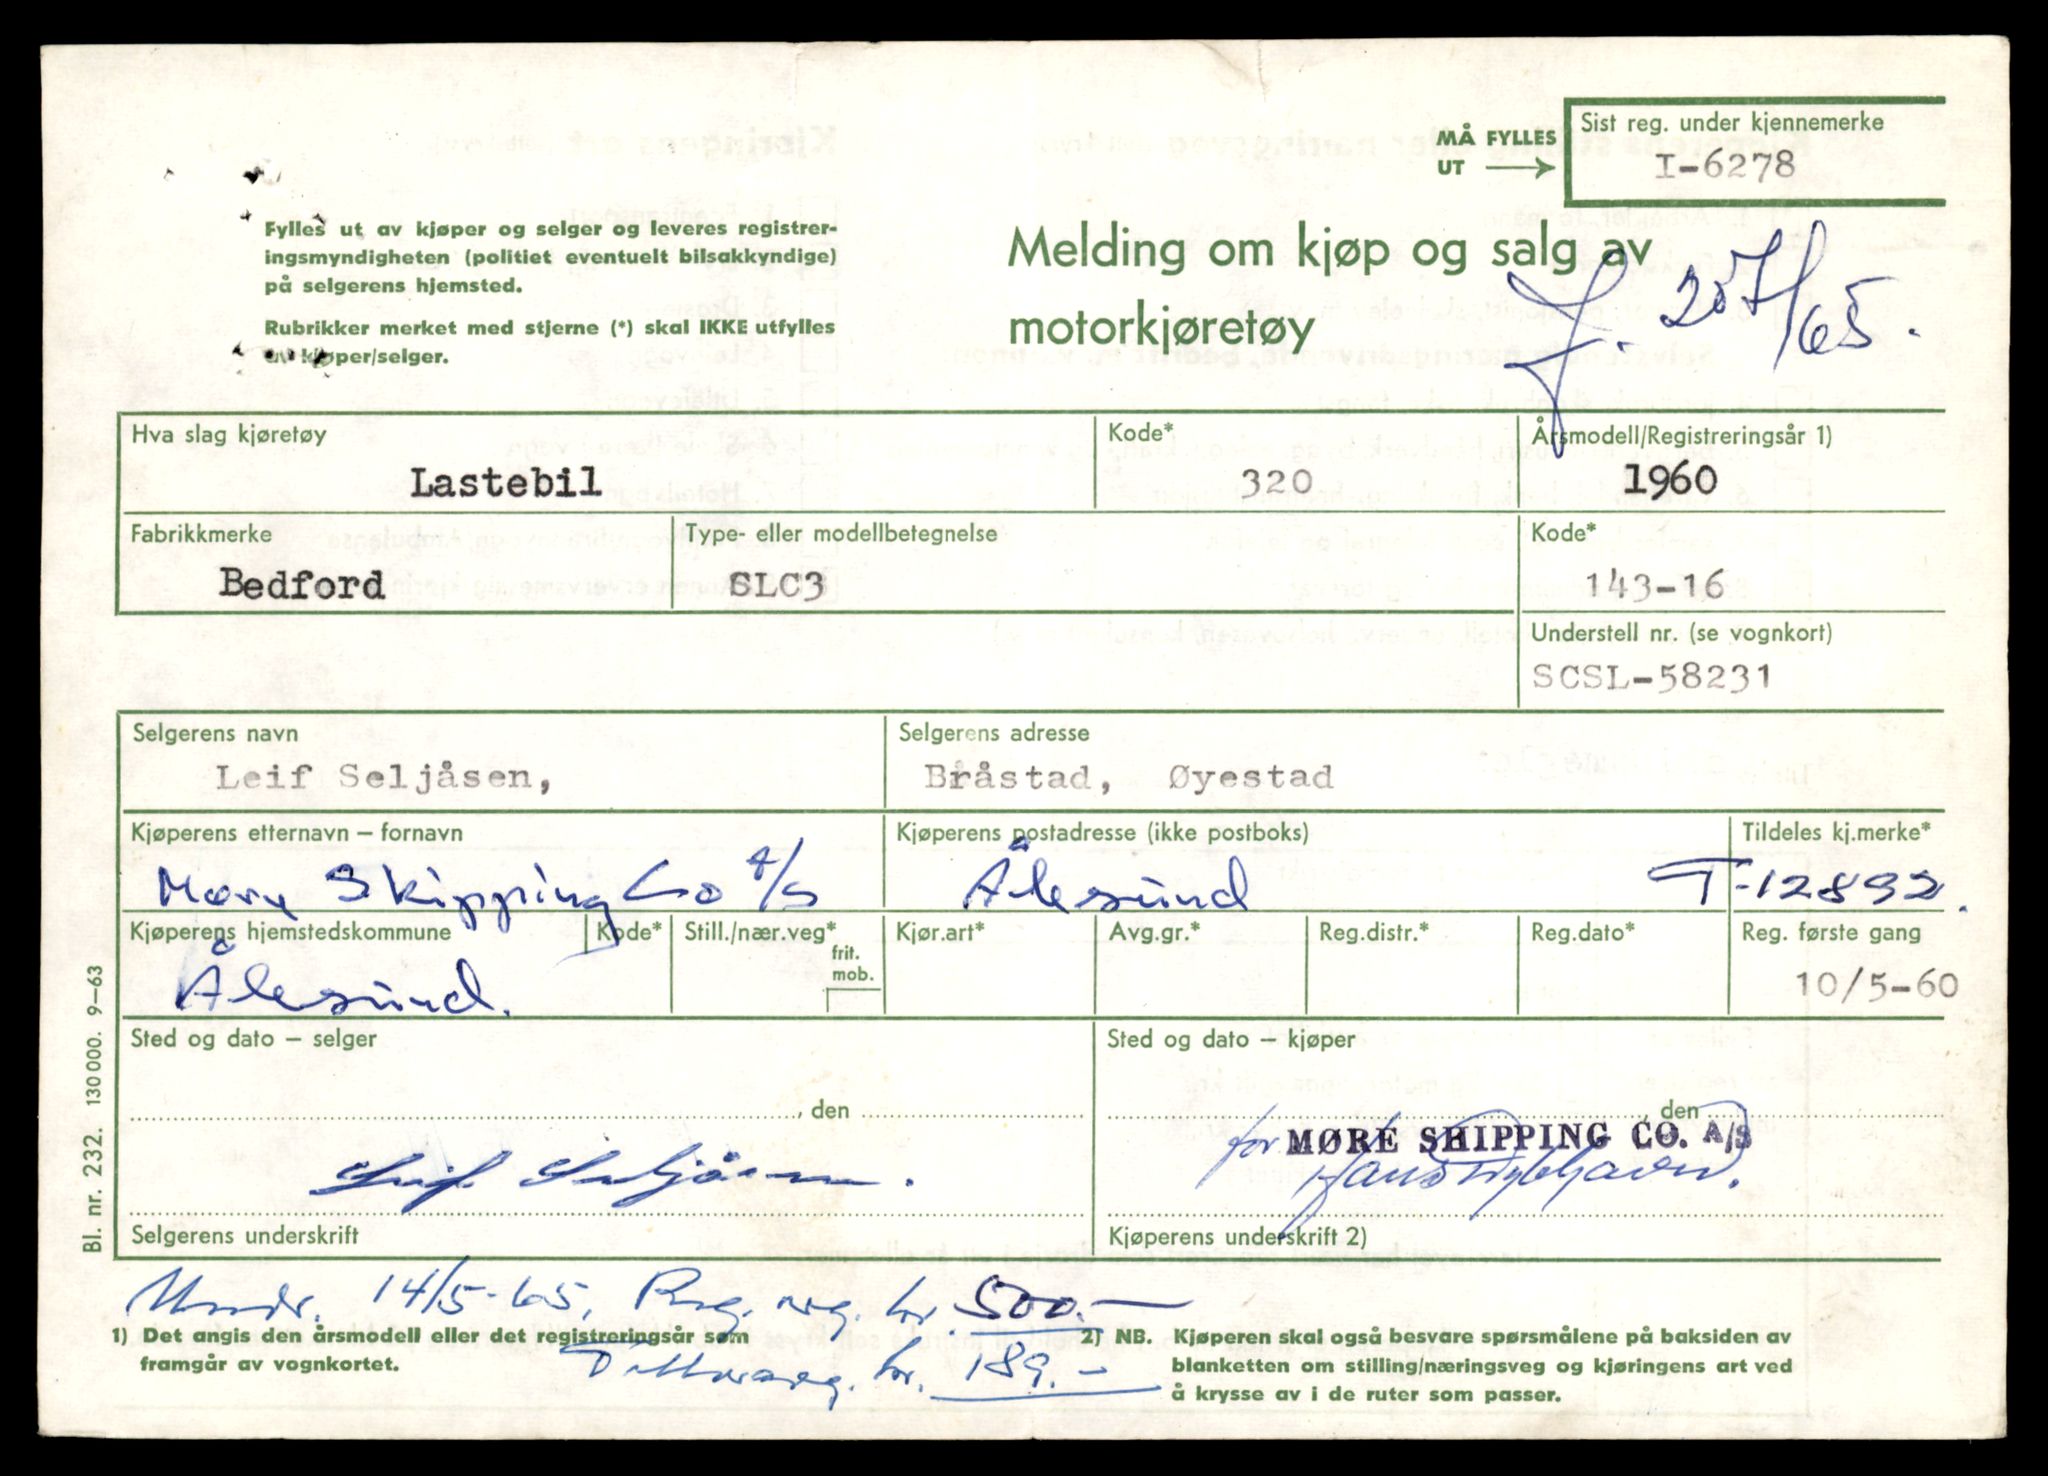 MÅ FYLLES
UT
Sist reg. under kjennemerke
I-6278
Fylles ut av kjøper og selger og leveres registrer-
ingsmyndigheten (politiet eventuelt bilsakkyndige)
på selgerens hjemsted.
Rubrikker merket med stjerne (*) skal IKKE utfylles
av kjøper/selger.
Melding om kjøp og salg av
motorkjøretøy
Hva slag kjøretøy
Lastebil
Kode*
320
Årsmodell/Registreringsår 1)
1960
Fabrikkmerke
Bedford
Type- eller modellbetegnelse
SLC3
Kode*
143-16
Understell nr. (se vognkort)
SCSL-58231
Selgerens navn
Leif Seljåsen,
Selgerens adresse
Bråstad, Øyestad
Kjøperens etternavn – fornavn
Møre Skipping Co A/S
Kjøperens postadresse (ikke postboks)
Ålesund
Tildeles kj.merke*
T-12892.
Kjøperens hjemstedskommune
Ålesund.
Kode*
Still./nær.veg*
frit.
mob.
Kjør.art*
Avg.gr.*
Reg.distr.*
Reg.dato*
Reg. første gang
10/5-60
Sted og dato – selger
, den
Leif Seljåsen.
Selgerens underskrift
Sted og dato – kjøper
, den
for MØRE SHIPPING CO. A/S
Kjøperens underskrift 2)
14/5-65. Reg. avg. kr. 500.-
kr. 189.-
1) Det angis den årsmodell eller det registreringsår som
framgår av vognkortet.
2) NB. Kjøperen skal også besvare spørsmålene på baksiden av
blanketten om stilling/næringsveg og kjøringens art ved
å krysse av i de ruter som passer.
Bl. nr. 232. 130 000. 9–63